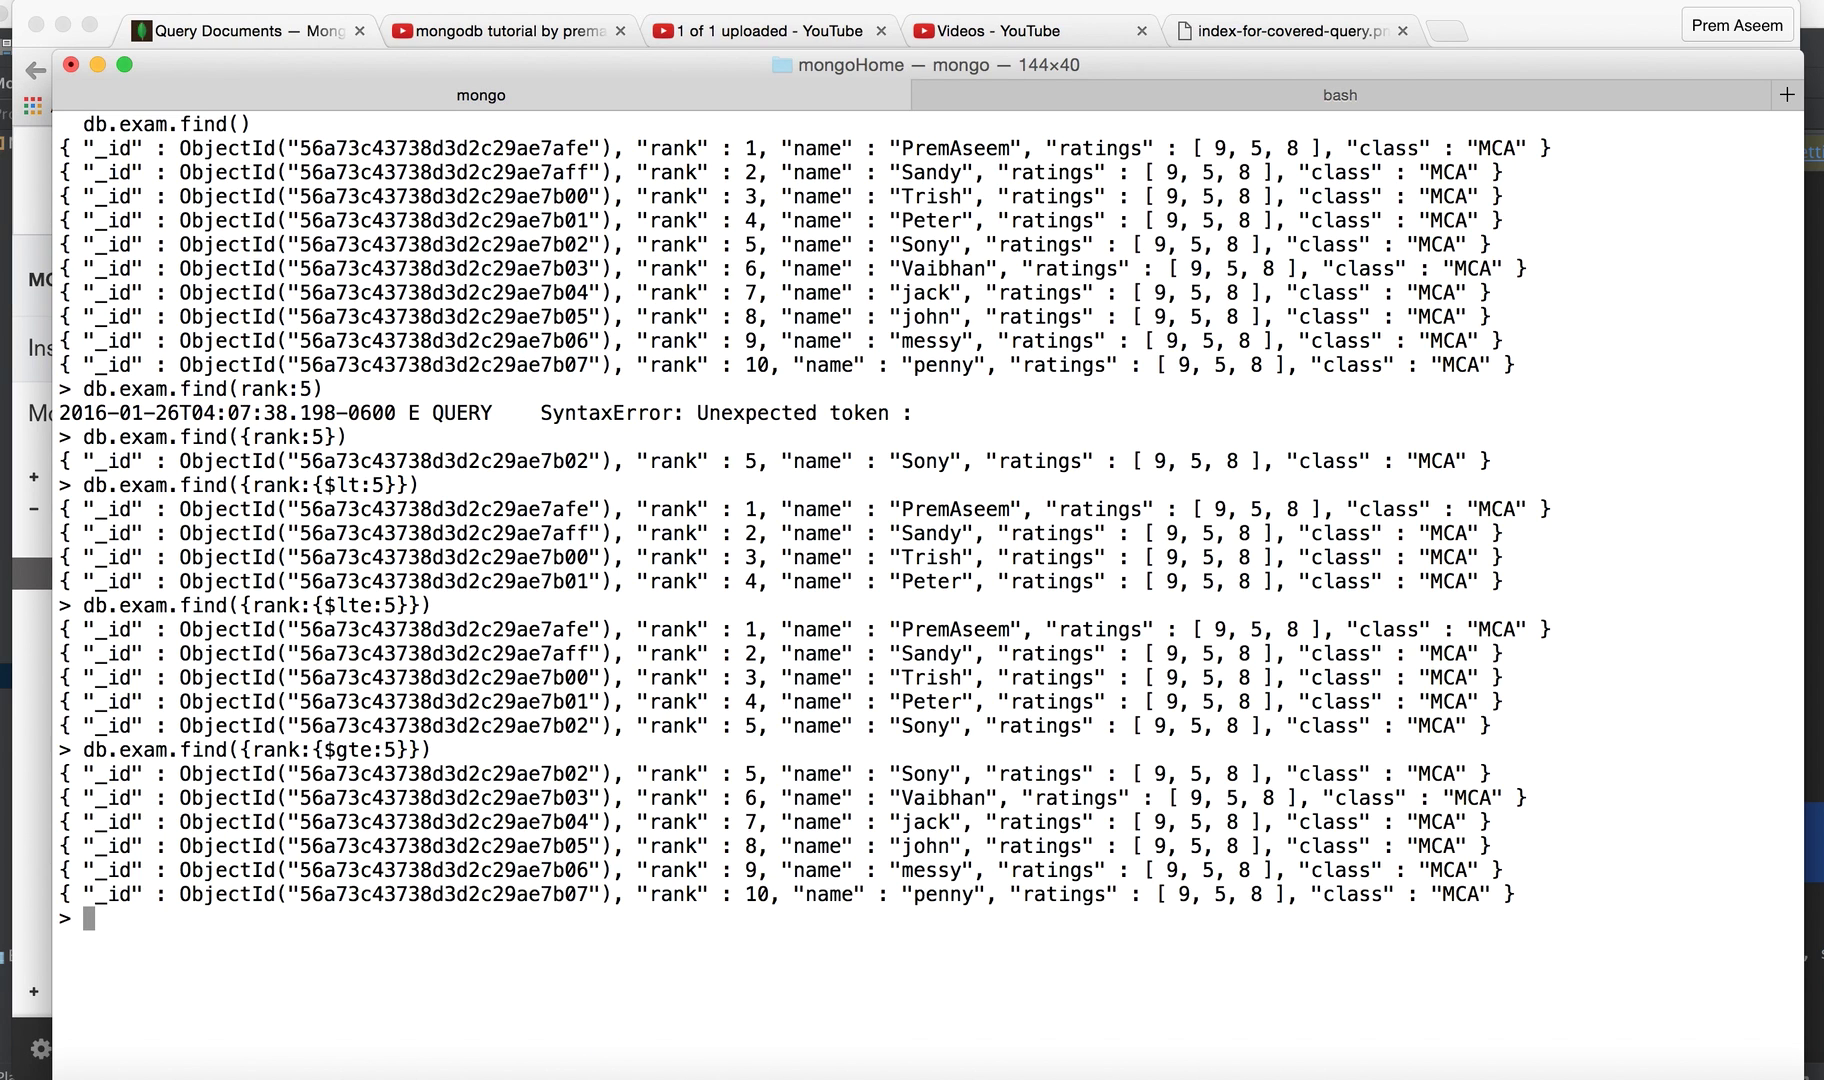 Query Documents — Mong
mongodb tutorial by prema
1 of 1 uploaded - YouTube
Videos - YouTube
index-for-covered-query.pn
Prem Aseem
mongoHome — mongo — 144×40
mongo
bash
db.exam.find()
{ "_id" : ObjectId("56a73c43738d3d2c29ae7afe"), "rank" : 1, "name" : "PremAseem", "ratings" : [ 9, 5, 8 ], "class" : "MCA" }
{ "_id" : ObjectId("56a73c43738d3d2c29ae7aff"), "rank" : 2, "name" : "Sandy", "ratings" : [ 9, 5, 8 ], "class" : "MCA" }
{ "_id" : ObjectId("56a73c43738d3d2c29ae7b00"), "rank" : 3, "name" : "Trish", "ratings" : [ 9, 5, 8 ], "class" : "MCA" }
{ "_id" : ObjectId("56a73c43738d3d2c29ae7b01"), "rank" : 4, "name" : "Peter", "ratings" : [ 9, 5, 8 ], "class" : "MCA" }
{ "_id" : ObjectId("56a73c43738d3d2c29ae7b02"), "rank" : 5, "name" : "Sony", "ratings" : [ 9, 5, 8 ], "class" : "MCA" }
{ "_id" : ObjectId("56a73c43738d3d2c29ae7b03"), "rank" : 6, "name" : "Vaibhan", "ratings" : [ 9, 5, 8 ], "class" : "MCA" }
{ "_id" : ObjectId("56a73c43738d3d2c29ae7b04"), "rank" : 7, "name" : "jack", "ratings" : [ 9, 5, 8 ], "class" : "MCA" }
{ "_id" : ObjectId("56a73c43738d3d2c29ae7b05"), "rank" : 8, "name" : "john", "ratings" : [ 9, 5, 8 ], "class" : "MCA" }
{ "_id" : ObjectId("56a73c43738d3d2c29ae7b06"), "rank" : 9, "name" : "messy", "ratings" : [ 9, 5, 8 ], "class" : "MCA" }
{ "_id" : ObjectId("56a73c43738d3d2c29ae7b07"), "rank" : 10, "name" : "penny", "ratings" : [ 9, 5, 8 ], "class" : "MCA" }
> db.exam.find(rank:5)
2016-01-26T04:07:38.198-0600 E QUERY    SyntaxError: Unexpected token :
> db.exam.find({rank:5})
{ "_id" : ObjectId("56a73c43738d3d2c29ae7b02"), "rank" : 5, "name" : "Sony", "ratings" : [ 9, 5, 8 ], "class" : "MCA" }
> db.exam.find({rank:{$lt:5}})
{ "_id" : ObjectId("56a73c43738d3d2c29ae7afe"), "rank" : 1, "name" : "PremAseem", "ratings" : [ 9, 5, 8 ], "class" : "MCA" }
{ "_id" : ObjectId("56a73c43738d3d2c29ae7aff"), "rank" : 2, "name" : "Sandy", "ratings" : [ 9, 5, 8 ], "class" : "MCA" }
{ "_id" : ObjectId("56a73c43738d3d2c29ae7b00"), "rank" : 3, "name" : "Trish", "ratings" : [ 9, 5, 8 ], "class" : "MCA" }
{ "_id" : ObjectId("56a73c43738d3d2c29ae7b01"), "rank" : 4, "name" : "Peter", "ratings" : [ 9, 5, 8 ], "class" : "MCA" }
> db.exam.find({rank:{$lte:5}})
{ "_id" : ObjectId("56a73c43738d3d2c29ae7afe"), "rank" : 1, "name" : "PremAseem", "ratings" : [ 9, 5, 8 ], "class" : "MCA" }
{ "_id" : ObjectId("56a73c43738d3d2c29ae7aff"), "rank" : 2, "name" : "Sandy", "ratings" : [ 9, 5, 8 ], "class" : "MCA" }
{ "_id" : ObjectId("56a73c43738d3d2c29ae7b00"), "rank" : 3, "name" : "Trish", "ratings" : [ 9, 5, 8 ], "class" : "MCA" }
{ "_id" : ObjectId("56a73c43738d3d2c29ae7b01"), "rank" : 4, "name" : "Peter", "ratings" : [ 9, 5, 8 ], "class" : "MCA" }
{ "_id" : ObjectId("56a73c43738d3d2c29ae7b02"), "rank" : 5, "name" : "Sony", "ratings" : [ 9, 5, 8 ], "class" : "MCA" }
> db.exam.find({rank:{$gte:5}})
{ "_id" : ObjectId("56a73c43738d3d2c29ae7b02"), "rank" : 5, "name" : "Sony", "ratings" : [ 9, 5, 8 ], "class" : "MCA" }
{ "_id" : ObjectId("56a73c43738d3d2c29ae7b03"), "rank" : 6, "name" : "Vaibhan", "ratings" : [ 9, 5, 8 ], "class" : "MCA" }
{ "_id" : ObjectId("56a73c43738d3d2c29ae7b04"), "rank" : 7, "name" : "jack", "ratings" : [ 9, 5, 8 ], "class" : "MCA" }
{ "_id" : ObjectId("56a73c43738d3d2c29ae7b05"), "rank" : 8, "name" : "john", "ratings" : [ 9, 5, 8 ], "class" : "MCA" }
{ "_id" : ObjectId("56a73c43738d3d2c29ae7b06"), "rank" : 9, "name" : "messy", "ratings" : [ 9, 5, 8 ], "class" : "MCA" }
{ "_id" : ObjectId("56a73c43738d3d2c29ae7b07"), "rank" : 10, "name" : "penny", "ratings" : [ 9, 5, 8 ], "class" : "MCA" }
>